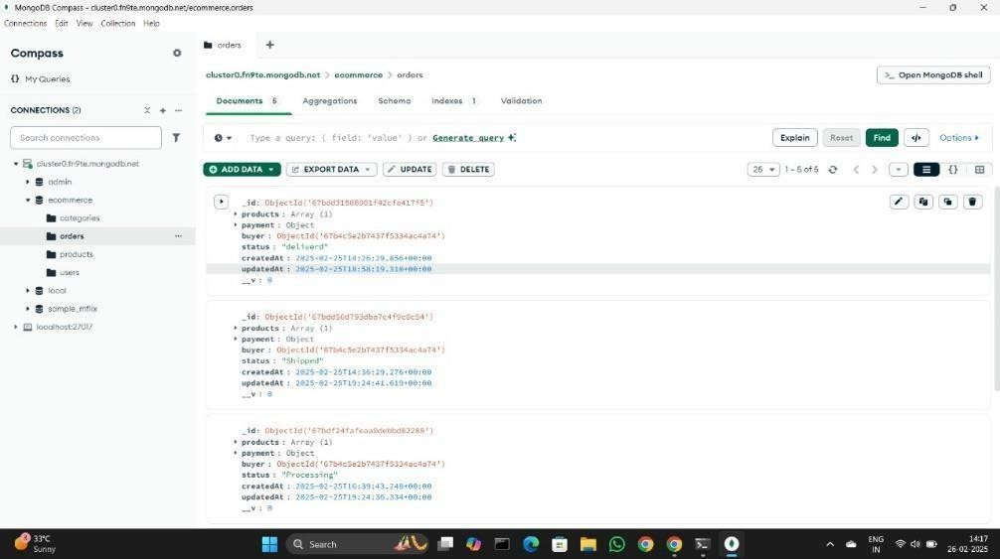 MongoDB Compass - cluster0.fn9te.mongodb.net/ecommerce.orders
Connections Edit View Collection Help
Compass
{} My Queries
CONNECTIONS (2)
Search connections
cluster0.fn9te.mongodb.net
admin
ecommerce
categories
orders
products
users
local
sample_mflix
localhost:27017
orders
cluster0.fn9te.mongodb.net > ecommerce > orders
>_ Open MongoDB shell
Documents 5 Aggregations Schema Indexes 1 Validation
Type a query: { field: 'value' } or Generate query
Explain Reset Find </> Options
ADD DATA EXPORT DATA UPDATE DELETE
25 1 – 5 of 5
{}
_id: ObjectId('67bdd31506901f42cfa417f5')
products : Array (1)
payment : Object
buyer : ObjectId('67b4c5e2b7437f5334ac4a74')
status : "deliverd"
createdAt : 2025-02-25T14:26:29.856+00:00
updatedAt : 2025-02-25T18:58:19.310+00:00
__v : 0
_id: ObjectId('67bdd56d793dba7c4f9c0c54')
products : Array (1)
payment : Object
buyer : ObjectId('67b4c5e2b7437f5334ac4a74')
status : "Shipped"
createdAt : 2025-02-25T14:36:29.276+00:00
updatedAt : 2025-02-25T19:24:41.619+00:00
__v : 0
_id: ObjectId('67bdf24fafeaa0debbd82288')
products : Array (1)
payment : Object
buyer : ObjectId('67b4c5e2b7437f5334ac4a74')
status : "Processing"
createdAt : 2025-02-25T16:39:43.248+00:00
updatedAt : 2025-02-25T19:24:36.334+00:00
__v : 0
3
33°C
Sunny
Search
ENG
IN
14:17
26-02-2025